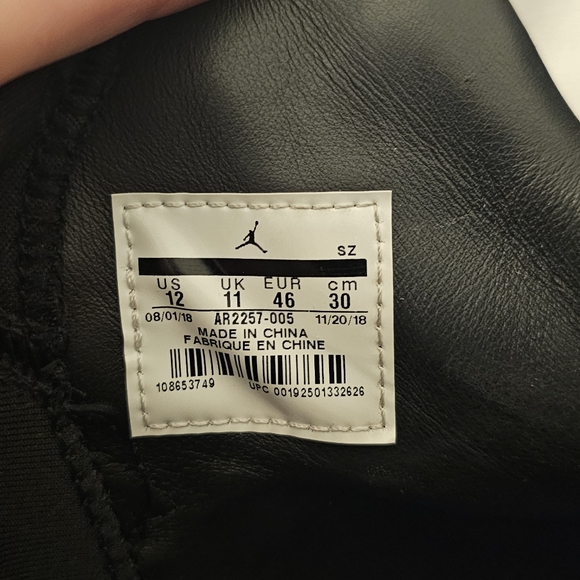 SZ
US UK EUR cm
12 11 46 30
08/01/18 AR2257-005 11/20/18
MADE IN CHINA
FABRIQUE EN CHINE
108653749 UPC 00192501332626